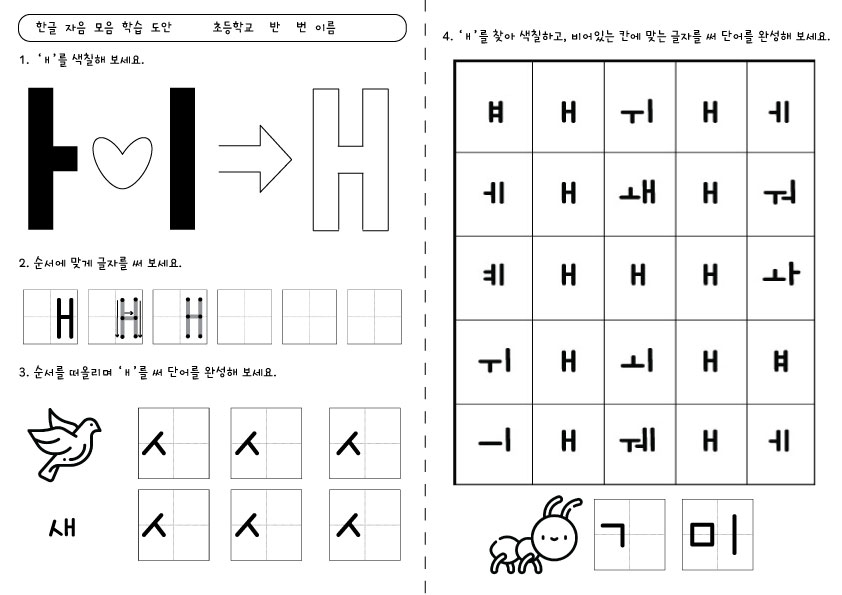 한글 자음 모음 학습 도안 초등학교 반 번 이름
1. ‘ㅐ’를 색칠해 보세요.
ㅏ ㅣ ㅐ
2. 순서에 맞게 글자를 써 보세요.
ㅐ ㅐ ㅐ
3. 순서를 떠올리며 ‘ㅐ’를 써 단어를 완성해 보세요.
ㅅ ㅅ ㅅ
새 ㅅ ㅅ ㅅ
4. ‘ㅐ’를 찾아 색칠하고, 비어있는 칸에 맞는 글자를 써 단어를 완성해 보세요.
ㅒ ㅐ ㅟ ㅐ ㅔ
ㅔ ㅐ ㅙ ㅐ ㅝ
ㅖ ㅐ ㅐ ㅐ ㅘ
ㅟ ㅐ ㅚ ㅐ ㅒ
ㅢ ㅐ ㅞ ㅐ ㅔ
ㄱ 미